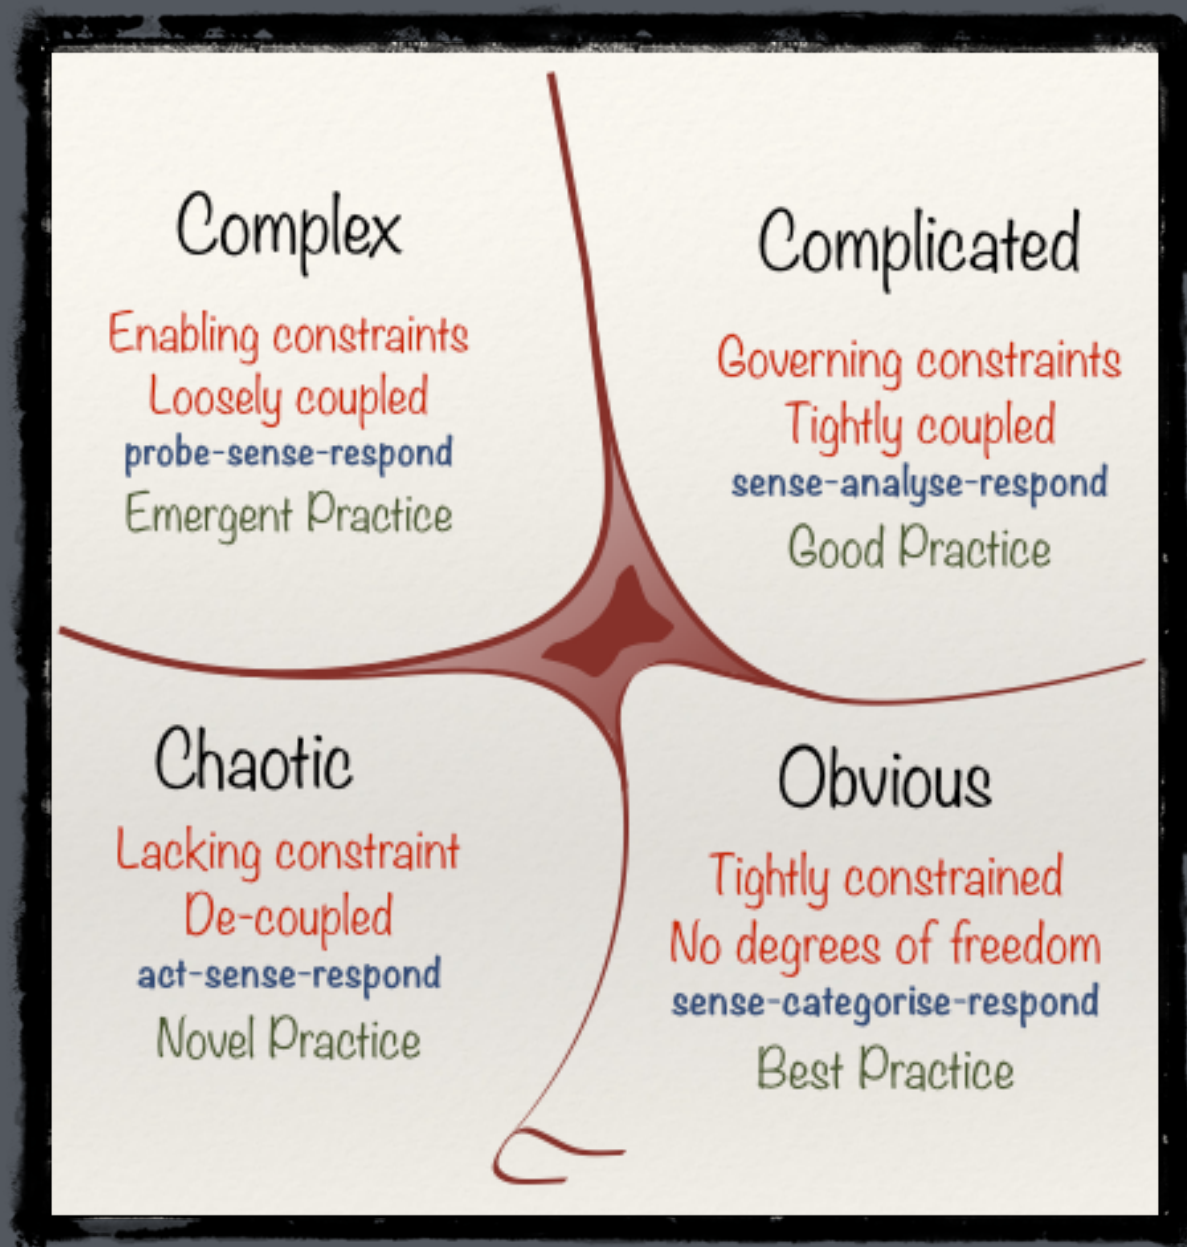 Complex
Enabling constraints
Loosely coupled
probe-sense-respond
Emergent Practice
Complicated
Governing constraints
Tightly coupled
sense-analyse-respond
Good Practice
Chaotic
Lacking constraint
De-coupled
act-sense-respond
Novel Practice
Obvious
Tightly constrained
No degrees of freedom
sense-categorise-respond
Best Practice